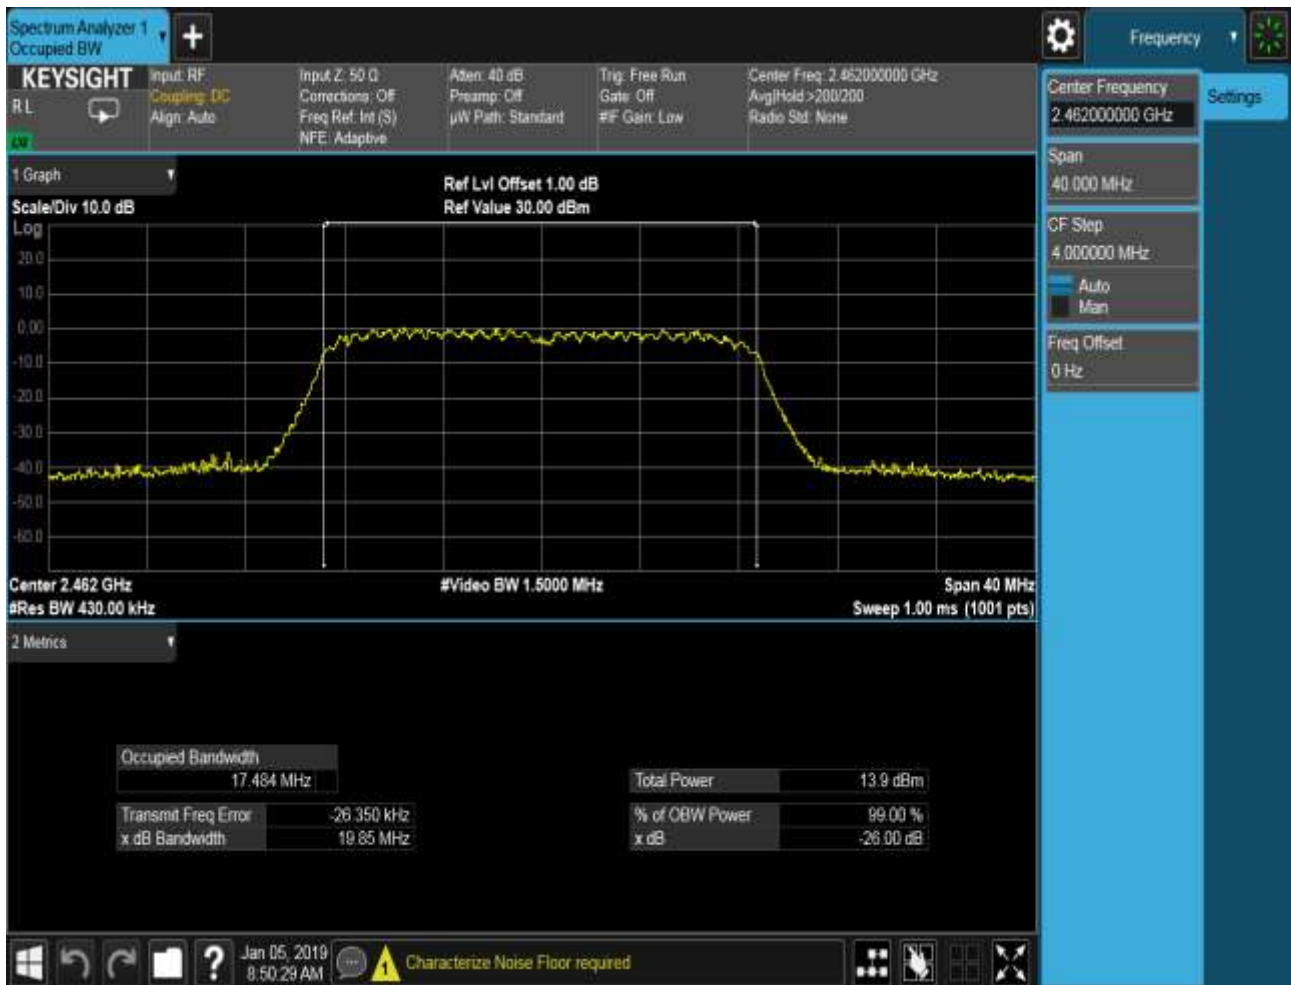 Spectrum Analyzer 1
Occupied BW
Frequency
KEYSIGHT
R L
Input: RF
Coupling: DC
Align: Auto
Input Z: 50 Ω
Corrections: Off
Freq Ref: Int (S)
NFE: Adaptive
Atten: 40 dB
Preamp: Off
µW Path: Standard
Trig: Free Run
Gate: Off
#IF Gain: Low
Center Freq: 2.462000000 GHz
Avg|Hold >200/200
Radio Std: None
Center Frequency
2.462000000 GHz
Settings
Span
40.000 MHz
CF Step
4.000000 MHz
Auto
Man
Freq Offset
0 Hz
1 Graph
Scale/Div 10.0 dB
Ref Lvl Offset 1.00 dB
Ref Value 30.00 dBm
Log
20.0
10.0
0.00
-10.0
-20.0
-30.0
-40.0
-50.0
-60.0
Center 2.462 GHz
#Video BW 1.5000 MHz
Span 40 MHz
#Res BW 430.00 kHz
Sweep 1.00 ms (1001 pts)
2 Metrics
Occupied Bandwidth
17.484 MHz
Total Power 13.9 dBm
Transmit Freq Error -26.350 kHz
% of OBW Power 99.00 %
x dB Bandwidth 19.85 MHz
x dB -26.00 dB
?
Jan 05, 2019
8:50:29 AM
1
Characterize Noise Floor required